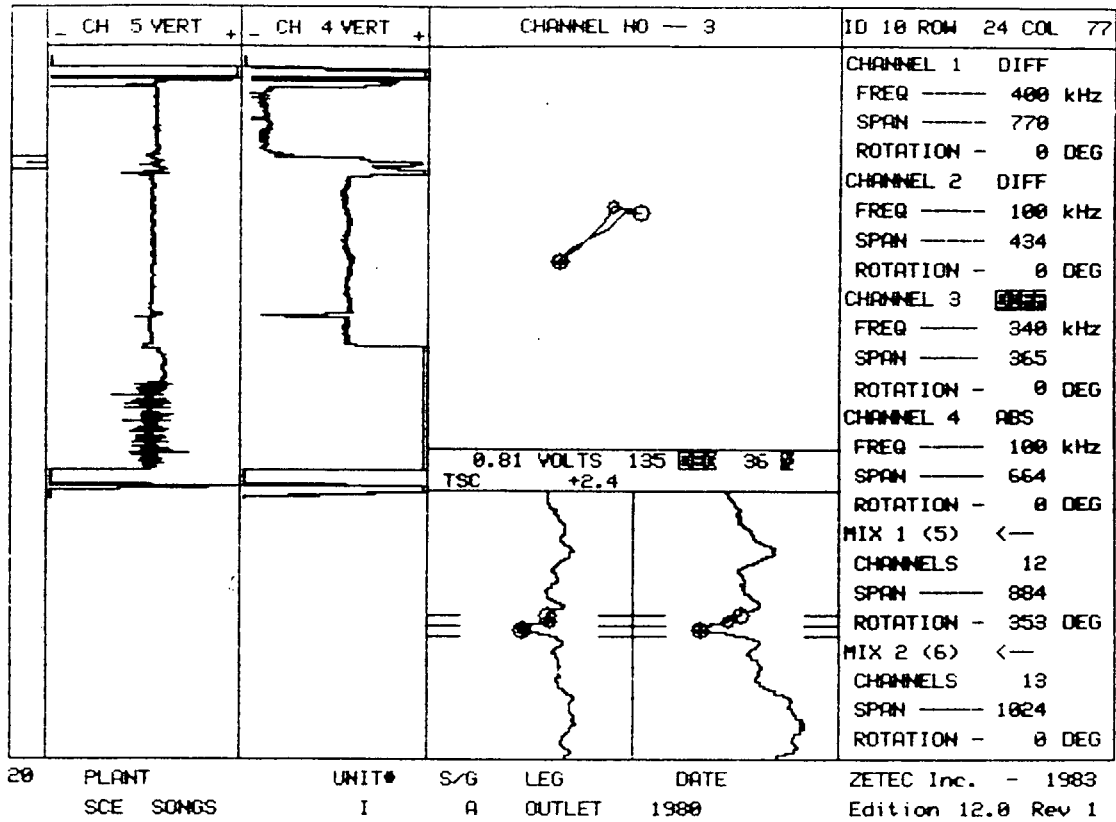 _ CH 5 VERT + _ CH 4 VERT + CHANNEL NO -- 3 ID 10 ROW 24 COL 77
CHANNEL 1 DIFF
FREQ ----- 400 kHz
SPAN ----- 770
ROTATION - 0 DEG
CHANNEL 2 DIFF
FREQ ----- 100 kHz
SPAN ----- 434
ROTATION - 0 DEG
CHANNEL 3
FREQ ----- 340 kHz
SPAN ----- 365
ROTATION - 0 DEG
CHANNEL 4 ABS
FREQ ----- 100 kHz
SPAN ----- 664
ROTATION - 0 DEG
MIX 1 (5) <--
CHANNELS 12
SPAN ----- 884
ROTATION - 353 DEG
MIX 2 (6) <--
CHANNELS 13
SPAN ----- 1024
ROTATION - 0 DEG
0.81 VOLTS 135 36
TSC +2.4
20 PLANT UNIT# S/G LEG DATE ZETEC Inc. - 1983
SCE SONGS I A OUTLET 1980 Edition 12.0 Rev 1